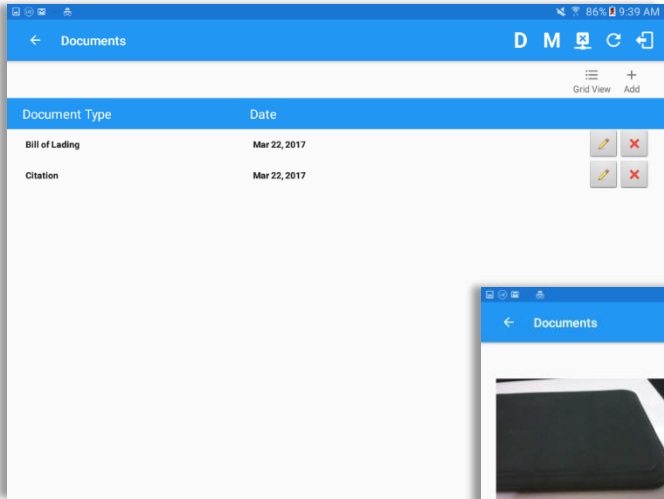 86% 9:39 AM
Documents
D M
Grid View Add
Document Type Date
Bill of Lading Mar 22, 2017
Citation Mar 22, 2017
Documents